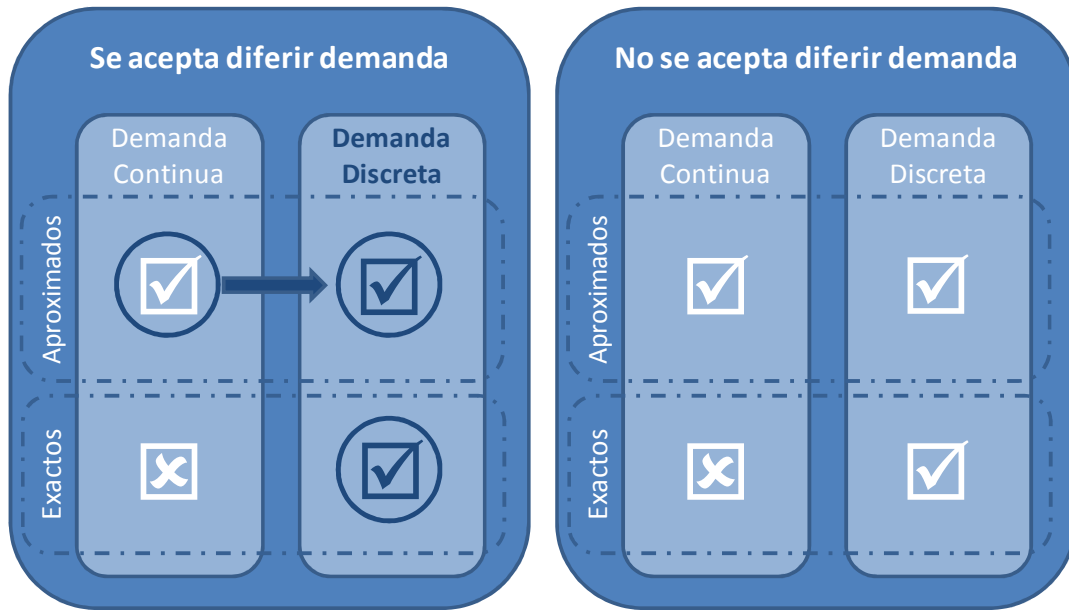 Se acepta diferir demanda
Demanda
Continua
Demanda
Discreta
Aproximados
Exactos
No se acepta diferir demanda
Demanda
Continua
Demanda
Discreta
Aproximados
Exactos